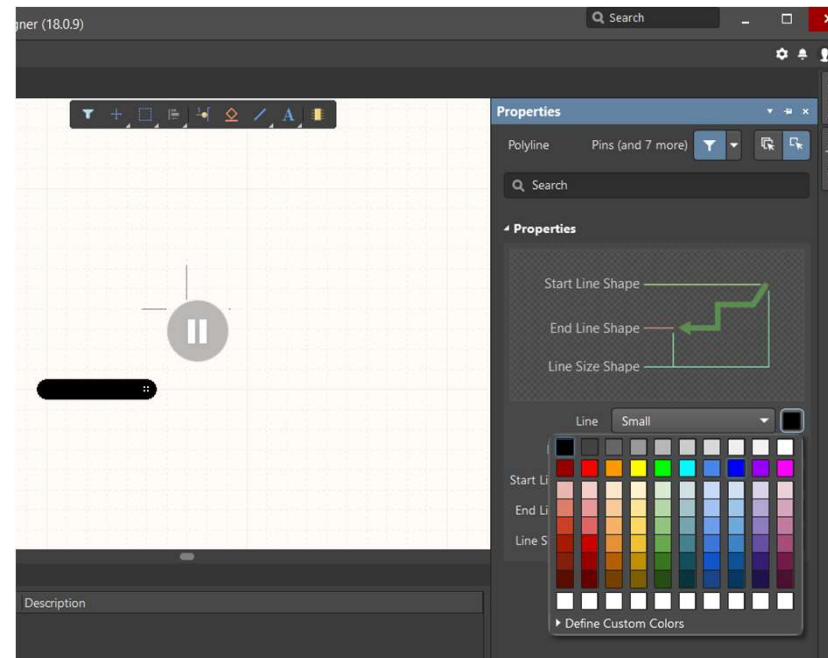 gner (18.0.9)
Search
Properties
Polyline
Pins (and 7 more)
Search
Properties
Start Line Shape
End Line Shape
Line Size Shape
Line
Small
Start Li
End Li
Line S
Define Custom Colors
A
Description